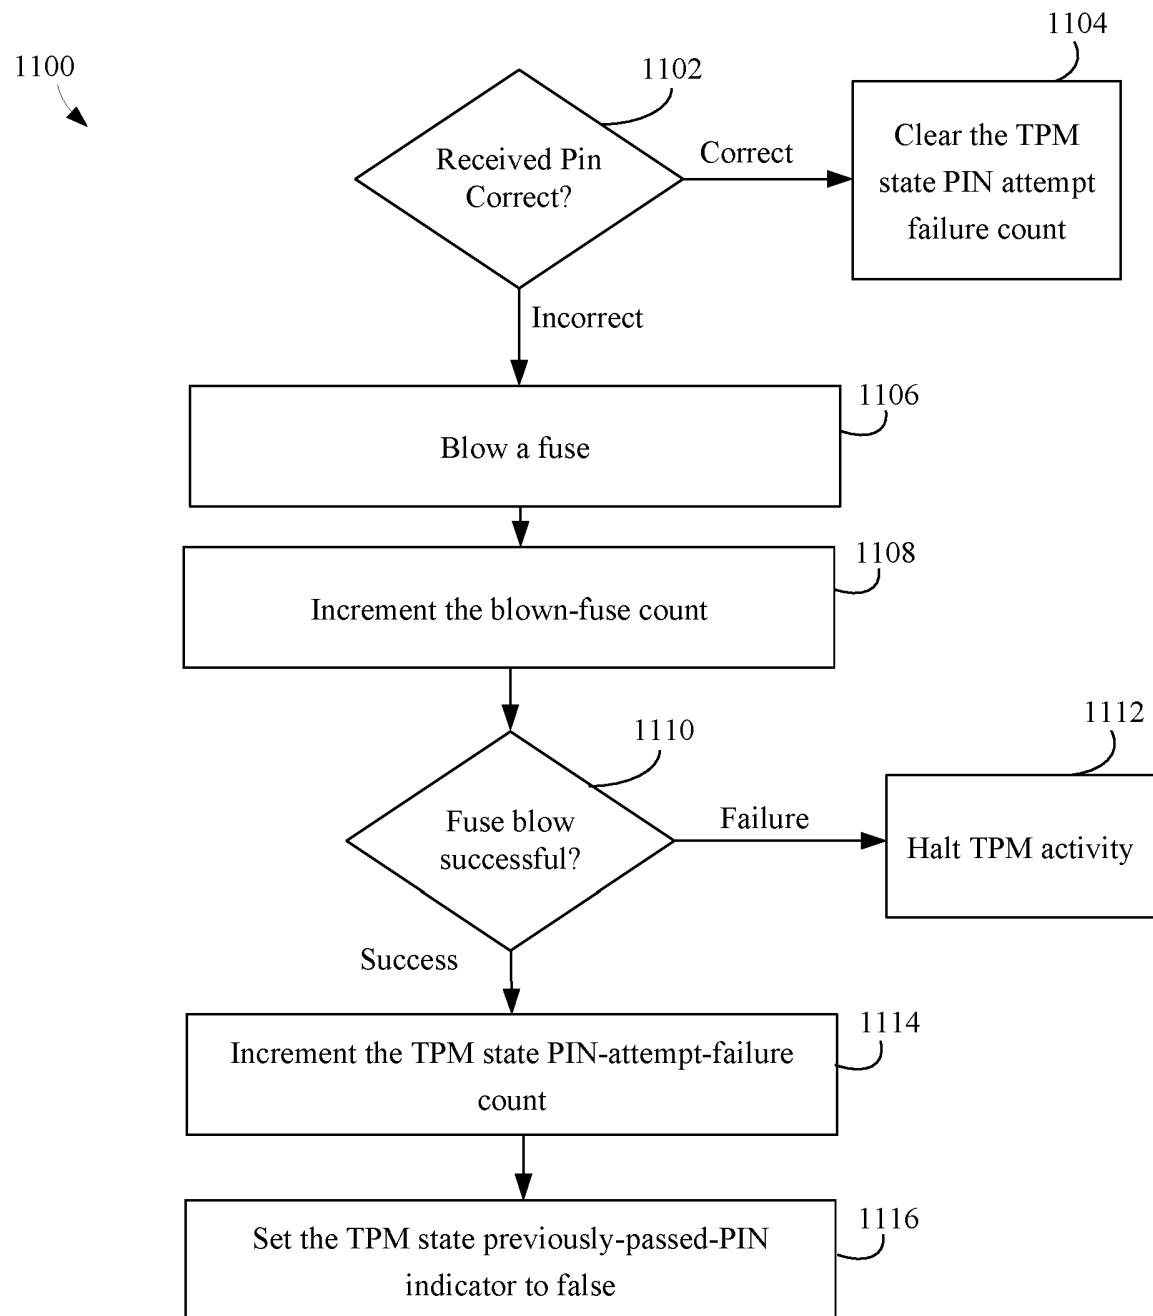 1100
1104
1102
Received Pin
Correct?
Correct
Clear the TPM
state PIN attempt
failure count
Incorrect
1106
Blow a fuse
1108
Increment the blown-fuse count
1110
1112
Fuse blow
successful?
Failure
Halt TPM activity
Success
1114
Increment the TPM state PIN-attempt-failure
count
1116
Set the TPM state previously-passed-PIN
indicator to false